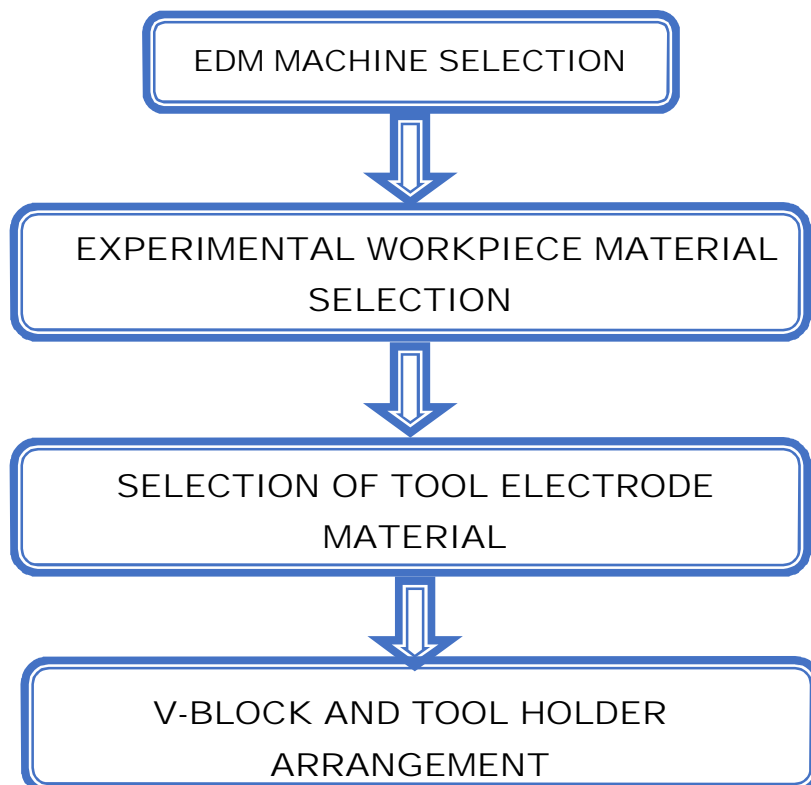 EDM MACHINE SELECTION
EXPERIMENTAL WORKPIECE MATERIAL
SELECTION
SELECTION OF TOOL ELECTRODE
MATERIAL
V-BLOCK AND TOOL HOLDER
ARRANGEMENT